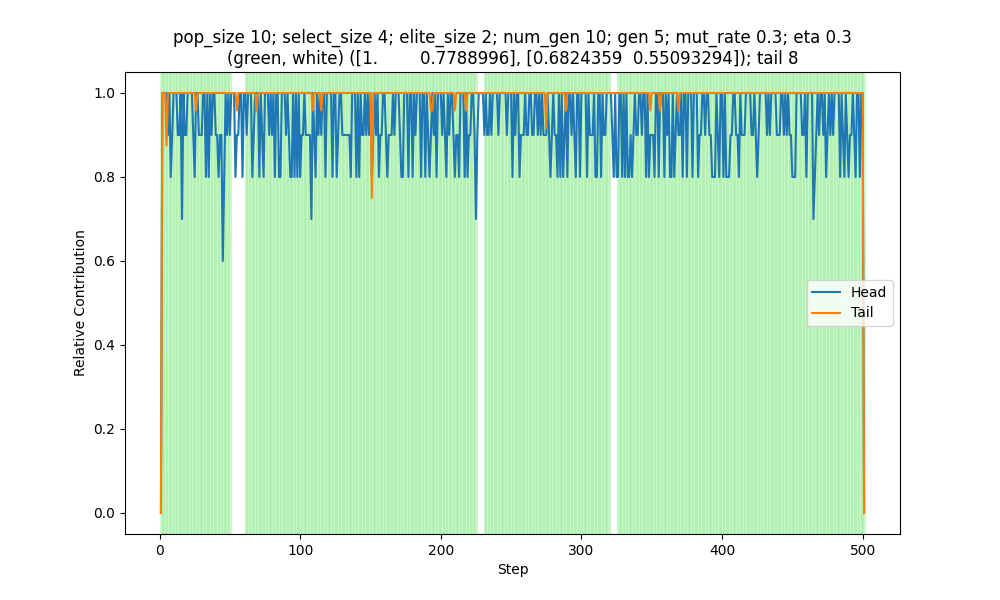 pop_size 10; select_size 4; elite_size 2; num_gen 10; gen 5; mut_rate 0.3; eta 0.3
(green, white) ([1.         0.7788996], [0.6824359  0.55093294]); tail 8
1.0
0.8
0.6
0.4
0.2
0.0
Relative Contribution
Head
Tail
0
100
200
300
400
500
Step